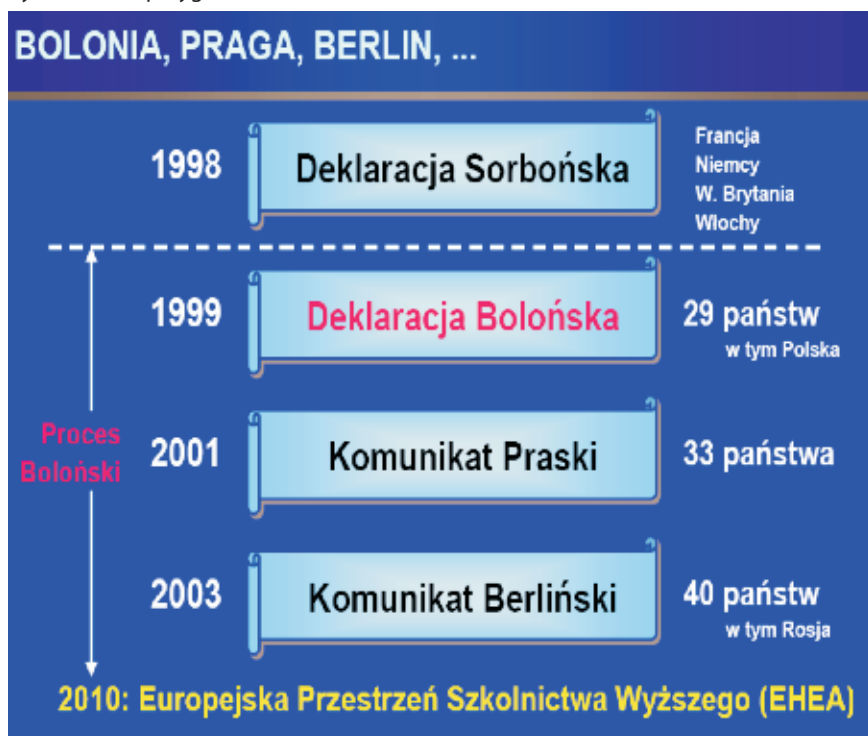 BOLONIA, PRAGA, BERLIN, ...
1998
Deklaracja Sorbońska
Francja
Niemcy
W. Brytania
Włochy
1999
Deklaracja Bolońska
29 państw
w tym Polska
Proces
Boloński
2001
Komunikat Praski
33 państwa
2003
Komunikat Berliński
40 państw
w tym Rosja
2010: Europejska Przestrzeń Szkolnictwa Wyższego (EHEA)